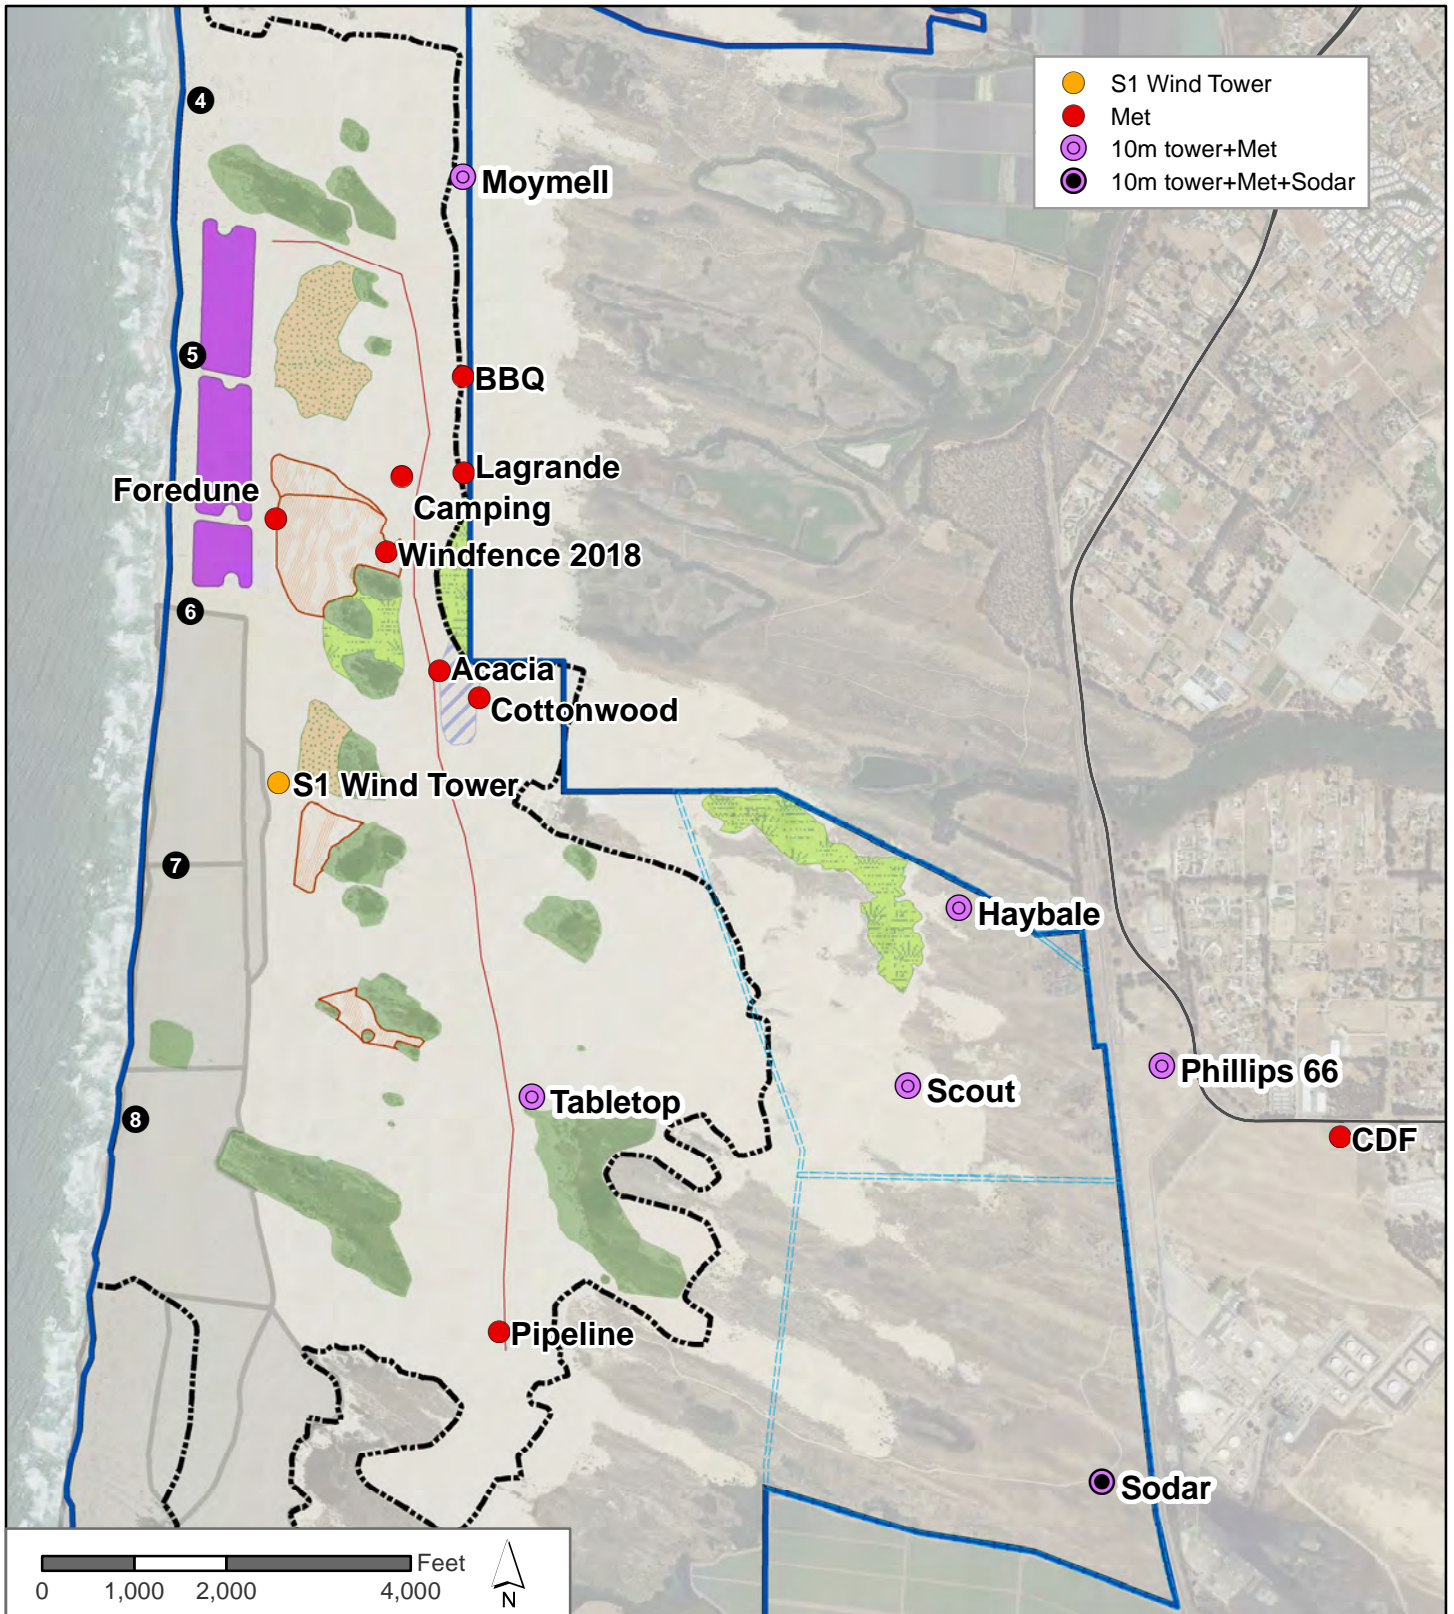 S1 Wind Tower
Met
10m tower+Met
10m tower+Met+Sodar
4
Moymell
5
BBQ
Lagrande
Foredune
Camping
Windfence 2018
6
Acacia
Cottonwood
S1 Wind Tower
7
Haybale
Phillips 66
Scout
Tabletop
8
CDF
Pipeline
Sodar
Feet
0 1,000 2,000 4,000
N